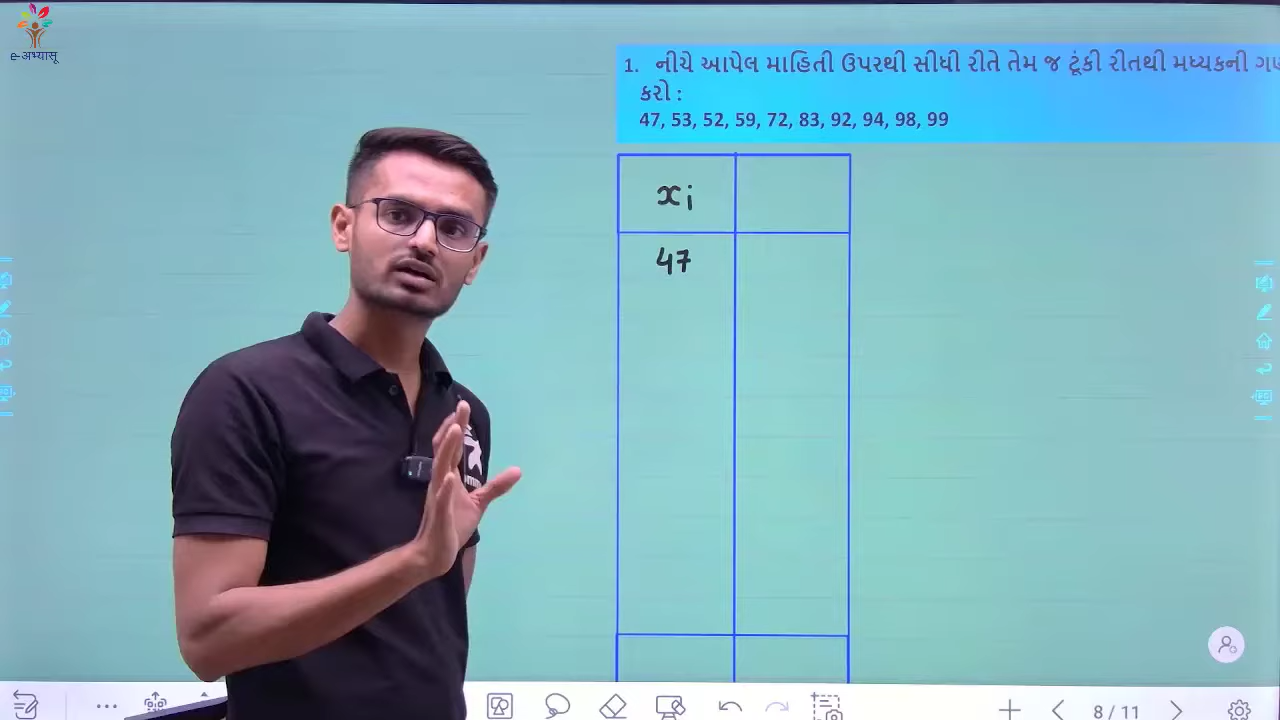 e-अभ्यासू
1. નીચે આપેલ માહિતી ઉપરથી સીધી રીતે તેમ જ ટૂંકી રીતથી મધ્યકની
કરો :
47, 53, 52, 59, 72, 83, 92, 94, 98, 99
xi
47
8 / 11